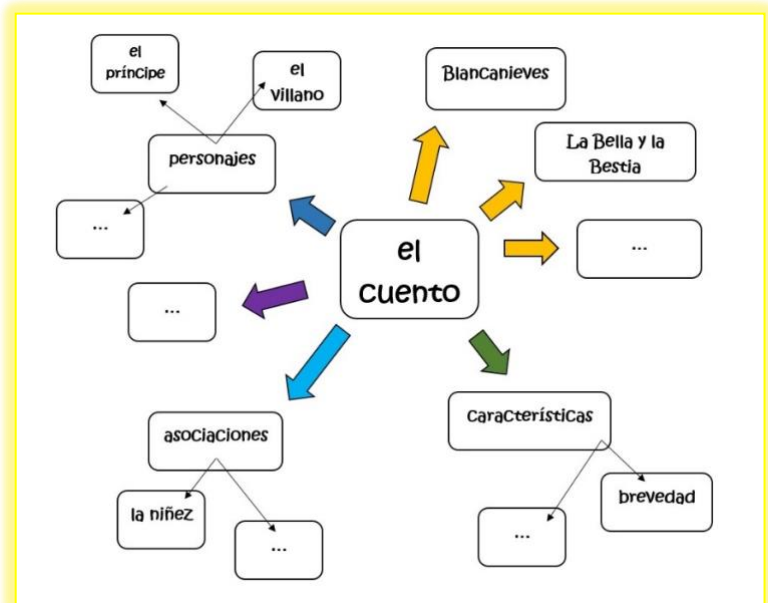 el
príncipe
el
villano
Blancanieves
personajes
La Bella y la
Bestia
...
el
cuento
...
...
asociaciones
características
la niñez
...
brevedad
...